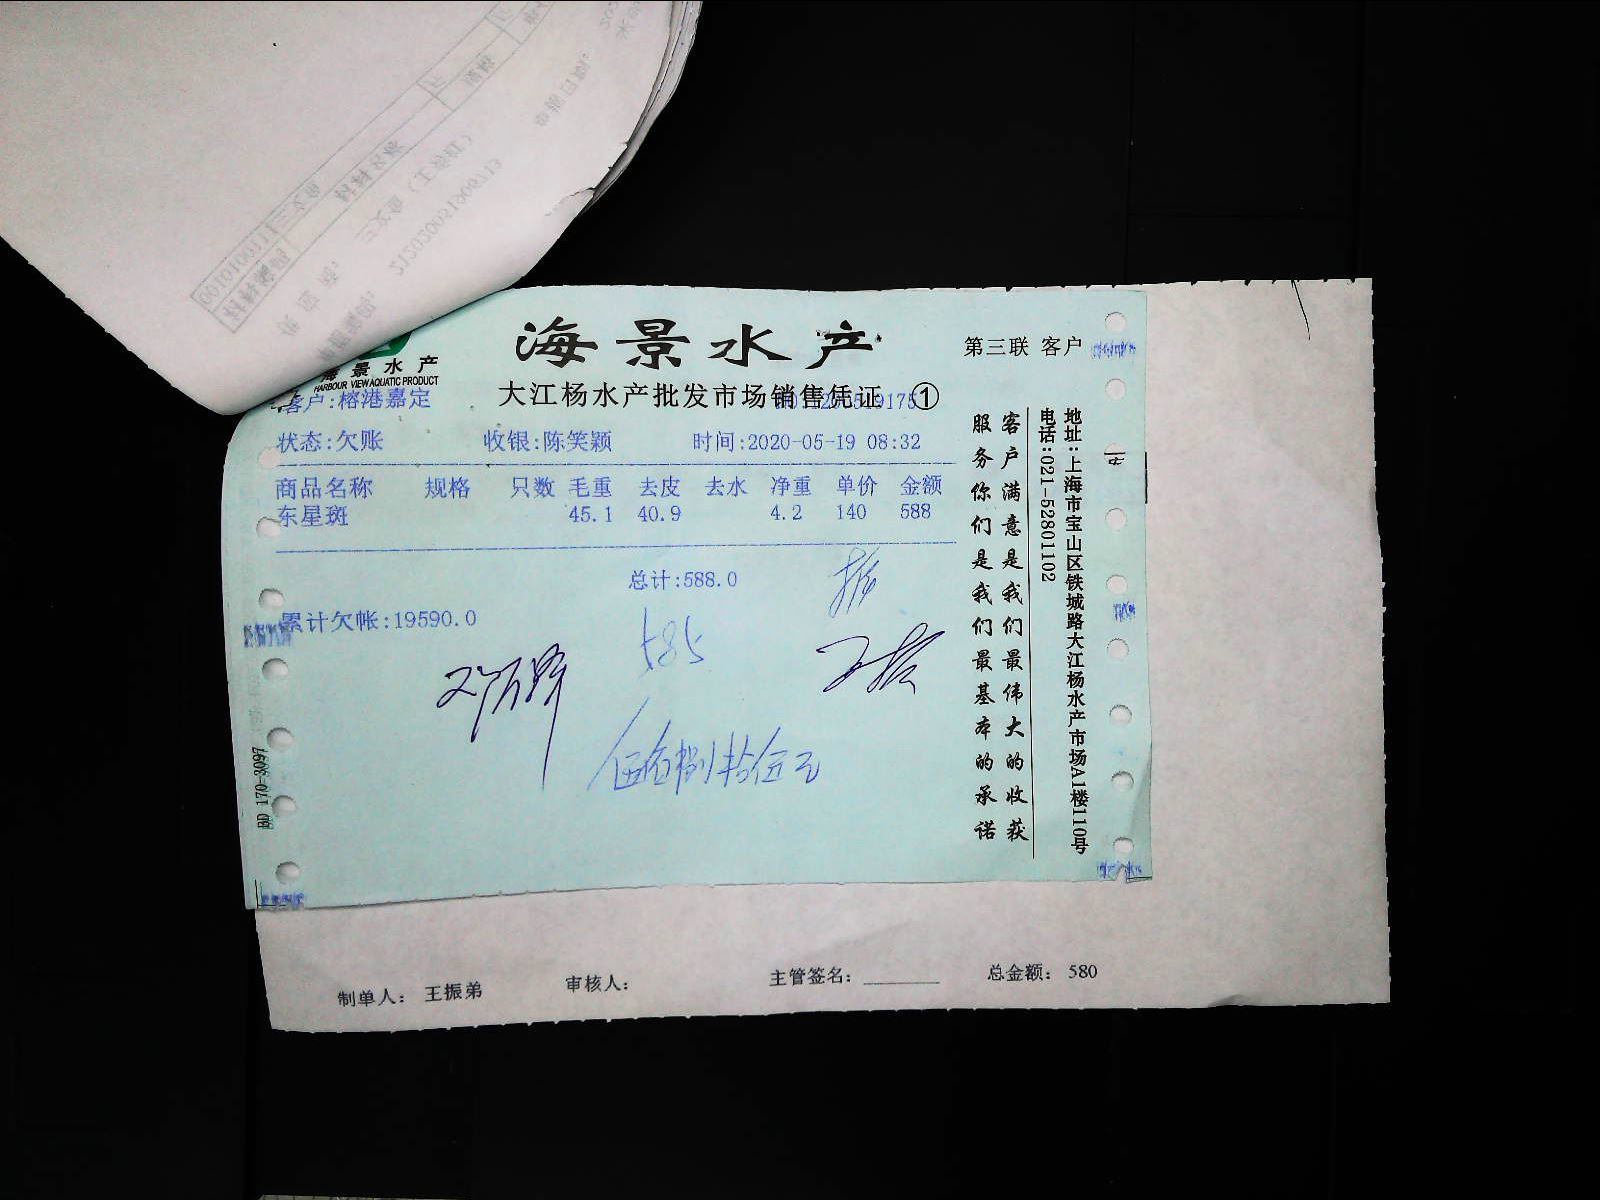 海景水产
第三联 客户
海景水产
HARBOUR VIEW AQUATIC PRODUCT
大江杨水产批发市场销售凭证 ①
客户:榕港嘉定
状态:欠账 收银:陈笑颖 时间:2020-05-19 08:32
商品名称 规格 只数 毛重 去皮 去水 净重 单价 金额
东星斑 45.1 40.9 4.2 140 588
总计:588.0
累计欠帐:19590.0
585
伍佰捌拾伍元
客户满意是我们最伟大的收获
服务你们是我们最基本的承诺
地址:上海市宝山区铁城路大江杨水产市场A1楼110号
电话:021-52801102
BD 170-3097
制单人: 王振弟 审核人: 主管签名: 总金额: 580